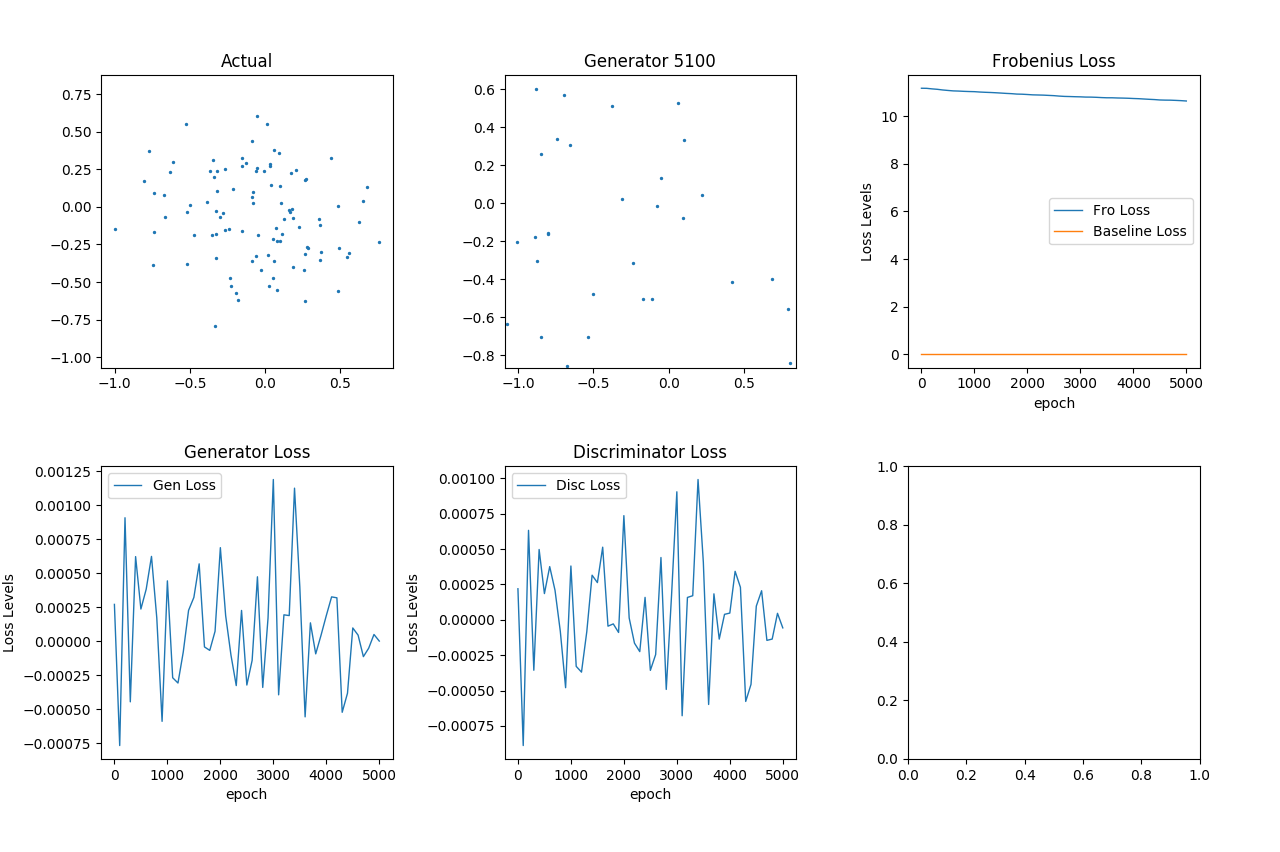 Actual
0.75
0.50
0.25
0.00
−0.25
−0.50
−0.75
−1.00
−1.0 −0.5 0.0 0.5
Generator 5100
0.6
0.4
0.2
0.0
−0.2
−0.4
−0.6
−0.8
−1.0 −0.5 0.0 0.5
Frobenius Loss
Loss Levels
10
8
6
4
2
0
Fro Loss
Baseline Loss
0 1000 2000 3000 4000 5000
epoch
Generator Loss
Loss Levels
0.00125
0.00100
0.00075
0.00050
0.00025
0.00000
−0.00025
−0.00050
−0.00075
Gen Loss
0 1000 2000 3000 4000 5000
epoch
Discriminator Loss
Loss Levels
0.00100
0.00075
0.00050
0.00025
0.00000
−0.00025
−0.00050
−0.00075
Disc Loss
0 1000 2000 3000 4000 5000
epoch
1.0
0.8
0.6
0.4
0.2
0.0
0.0 0.2 0.4 0.6 0.8 1.0